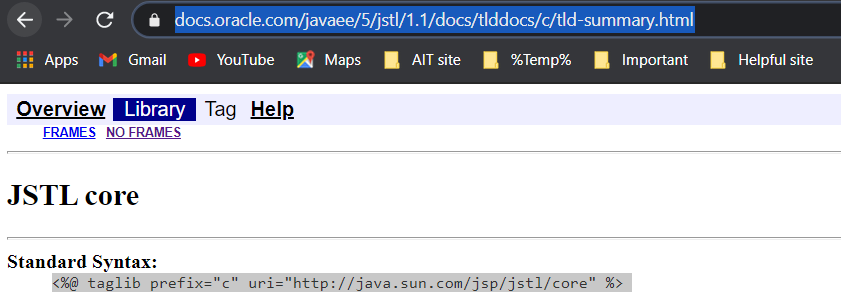 docs.oracle.com/javaee/5/jstl/1.1/docs/tlddocs/c/tld-summary.html
Apps Gmail YouTube Maps AIT site %Temp% Important Helpful site
Overview Library Tag Help
FRAMES NO FRAMES
JSTL core
Standard Syntax:
<%@ taglib prefix="c" uri="http://java.sun.com/jsp/jstl/core" %>